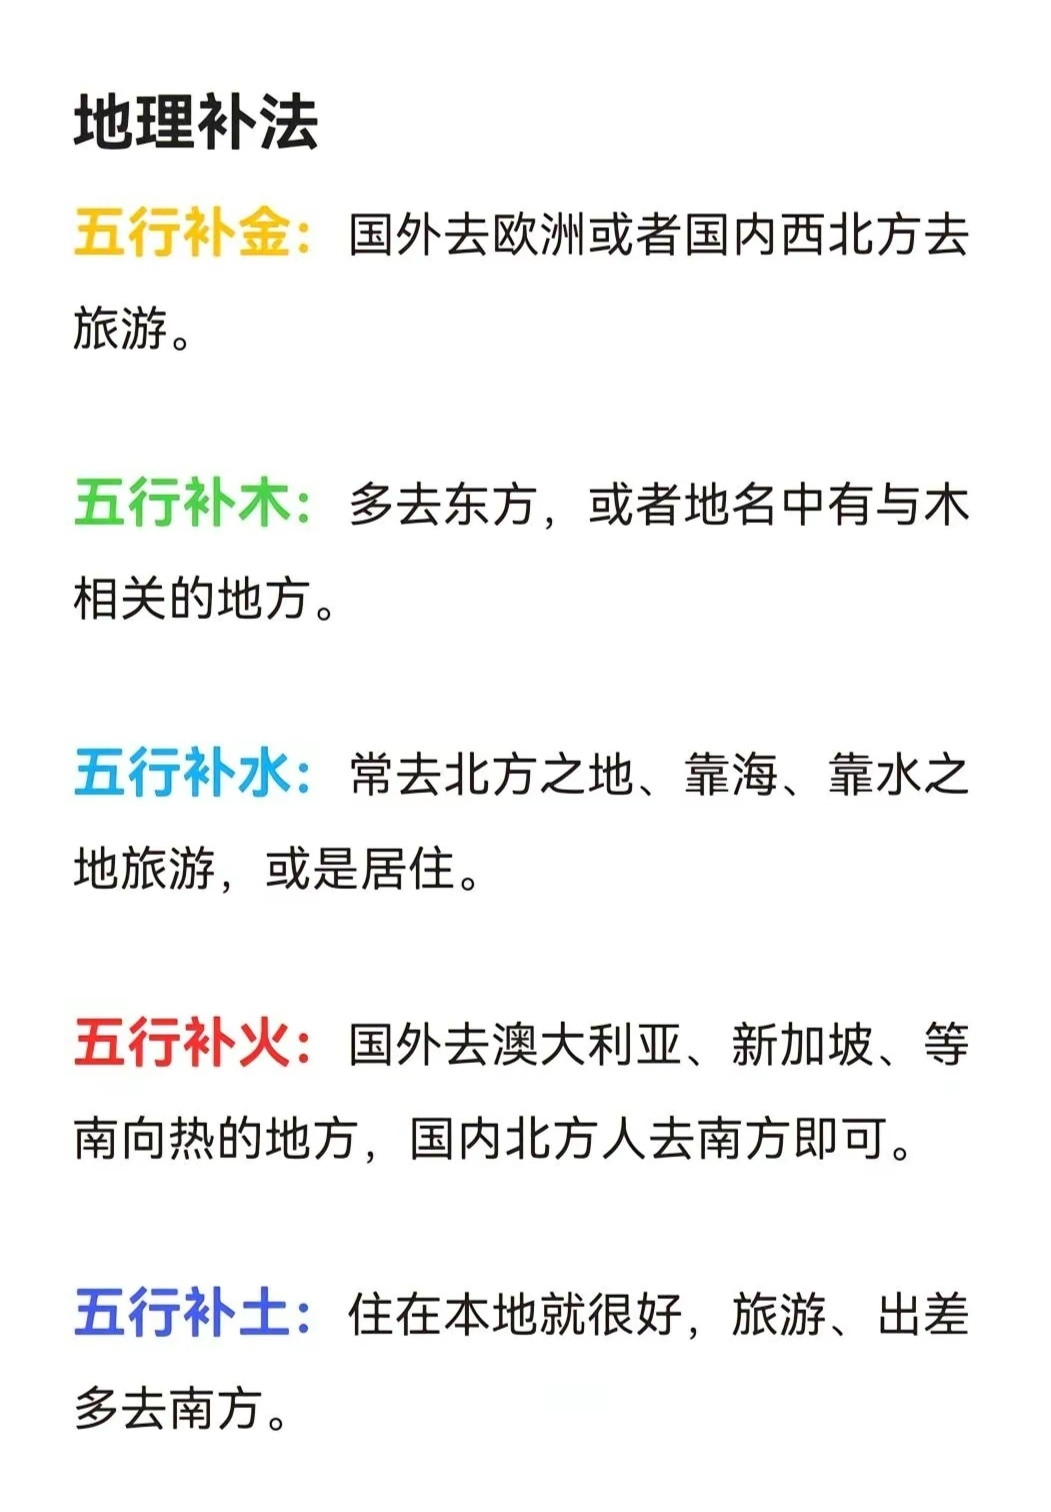 地理补法
五行补金：国外去欧洲或者国内西北方去
旅游。
五行补木：多去东方，或者地名中有与木
相关的地方。
五行补水：常去北方之地、靠海、靠水之
地旅游，或是居住。
五行补火：国外去澳大利亚、新加坡、等
南向热的地方，国内北方人去南方即可。
五行补土：住在本地就很好，旅游、出差
多去南方。